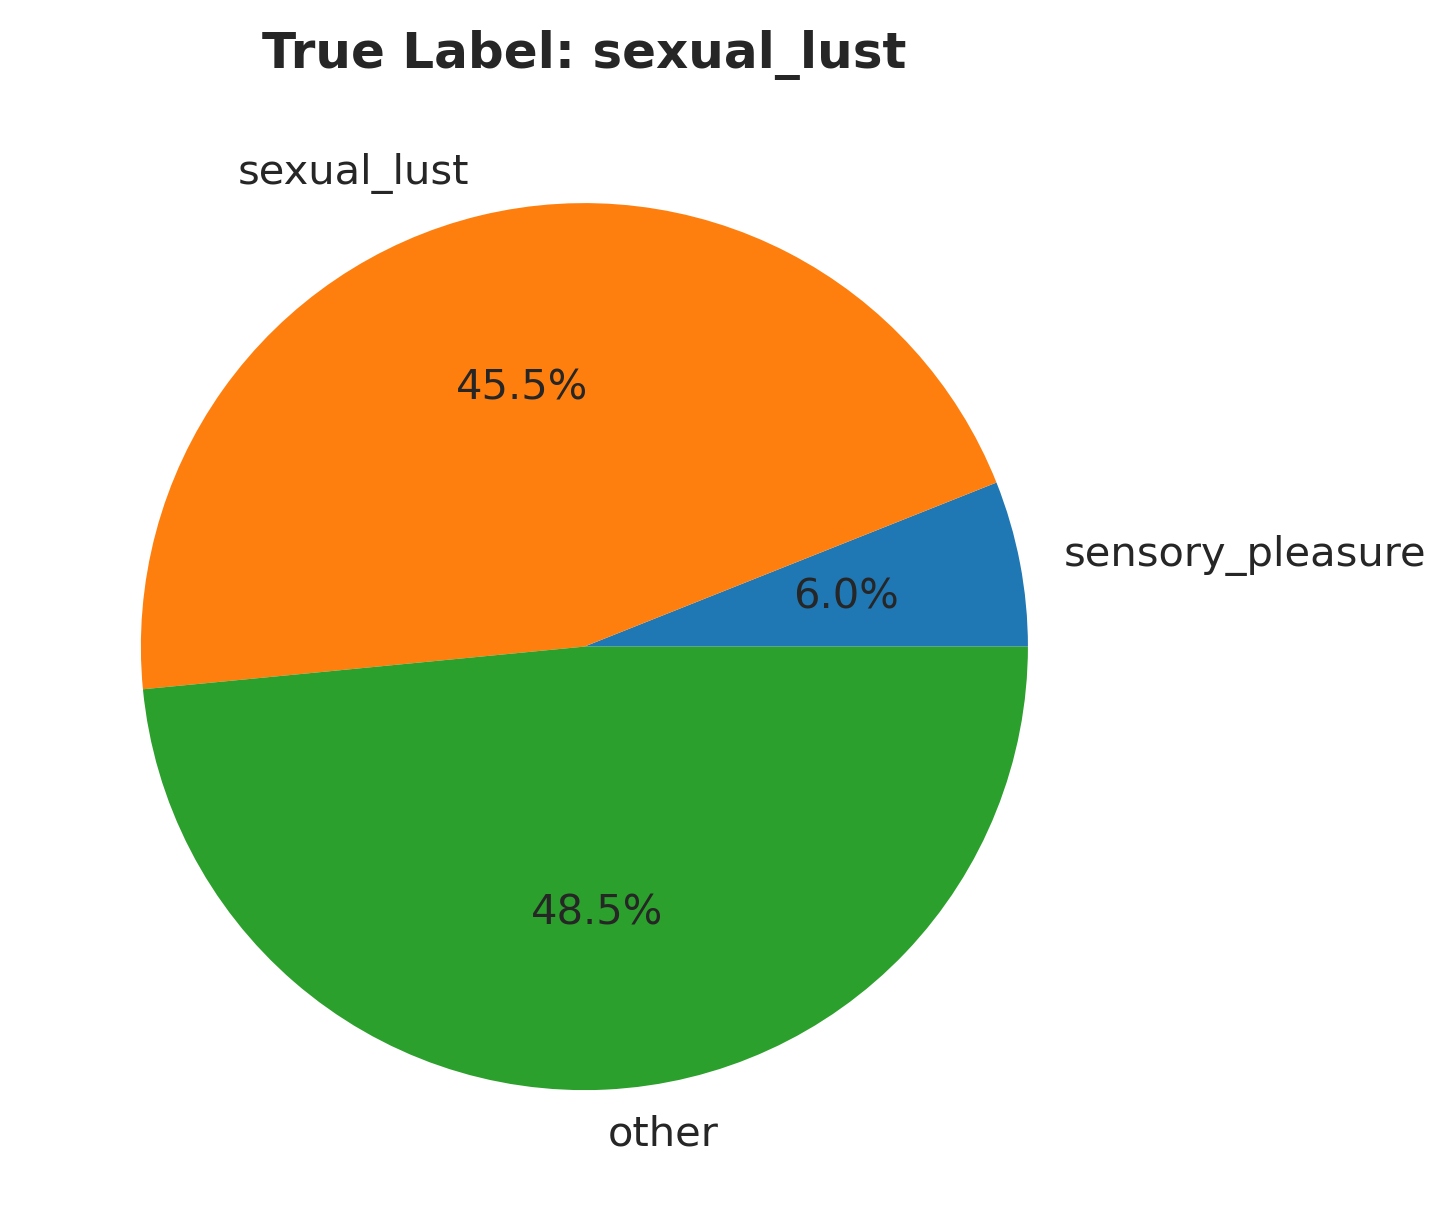 True Label: sexual_lust
sexual_lust
45.5%
sensory_pleasure
6.0%
48.5%
other